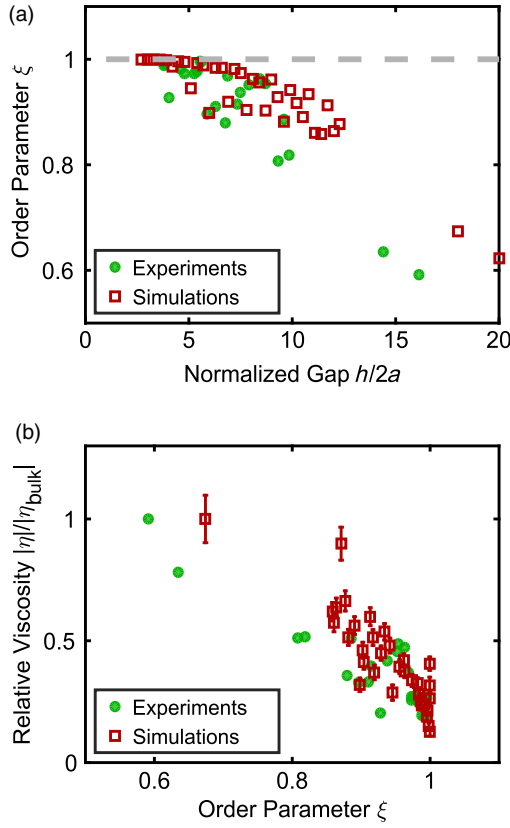 (a)
Order Parameter ξ
1
0.8
0.6
Experiments
Simulations
0 5 10 15 20
Normalized Gap h/2a
(b)
Relative Viscosity |η|/|η_bulk|
1
0.5
0
Experiments
Simulations
0.6 0.8 1
Order Parameter ξ